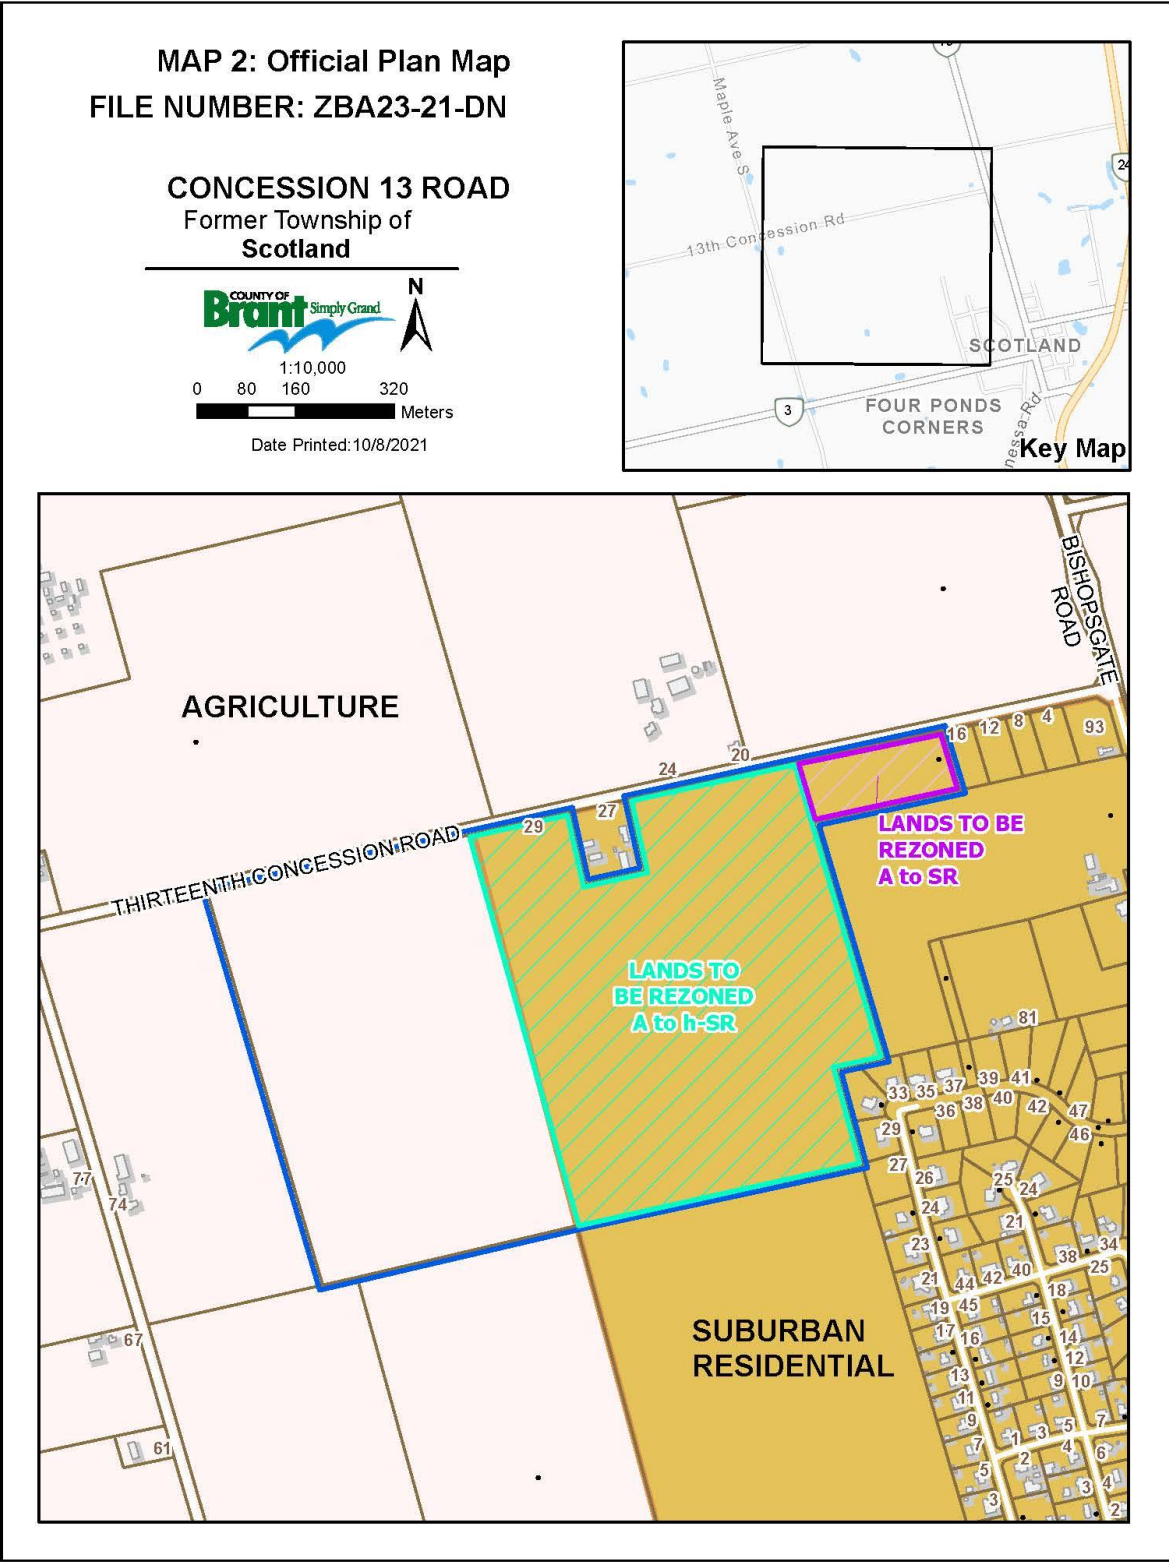 MAP 2: Official Plan Map
FILE NUMBER: ZBA23-21-DN
CONCESSION 13 ROAD
Former Township of
Scotland
COUNTY OF
Brant Simply Grand
N
1:10,000
0 80 160 320
Meters
Date Printed:10/8/2021
Maple Ave S
24
13th Concession Rd
SCOTLAND
3
FOUR PONDS
CORNERS
nessa Rd
Key Map
BISHOPSGATE
ROAD
AGRICULTURE
16 12 8 4 93
20
24
27
29
THIRTEENTH CONCESSION ROAD
LANDS TO BE
REZONED
A to SR
LANDS TO
BE REZONED
A to h-SR
81
33 35 37 39 41
36 38 40 42 47
29 46
27
26 25 24
77
74
24 21
23 38 34
21 44 42 40 25
19 45 18
17 16 15 14
SUBURBAN
RESIDENTIAL
67
12
13 9 10
11
9 1 3 5 7
7 2 4 6
61
5
3 3 4
2